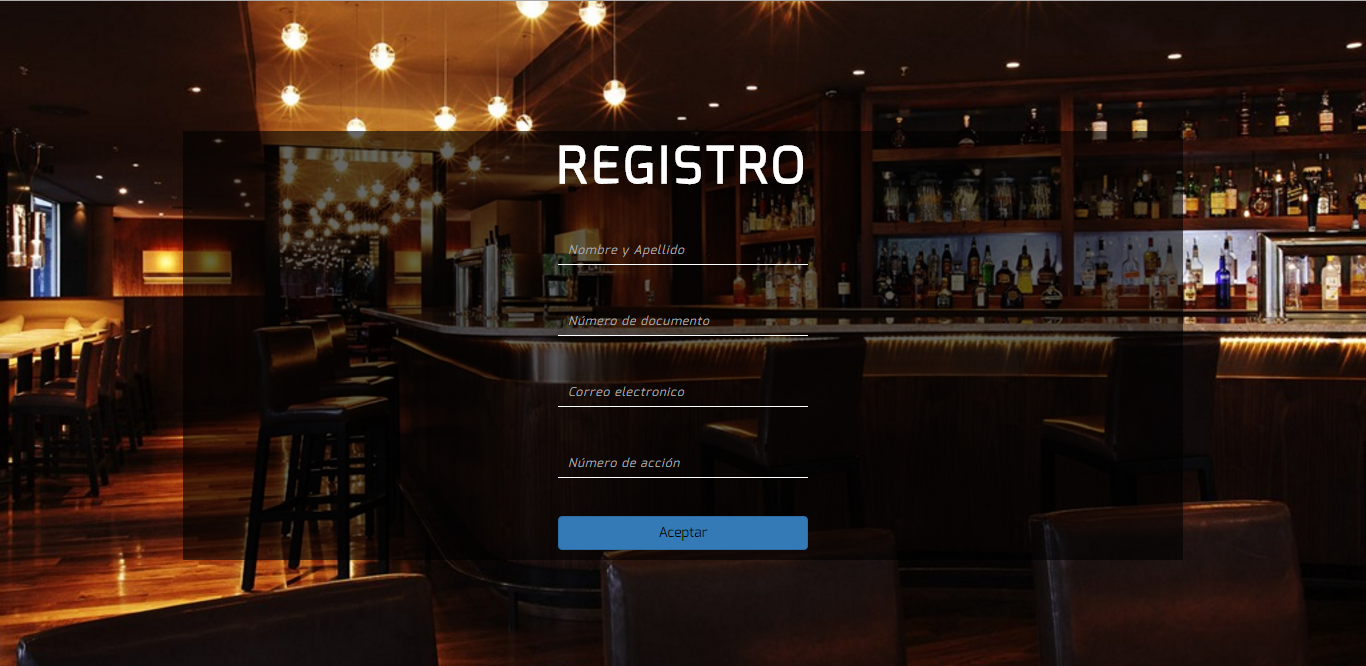 REGISTRO
Nombre y Apellido
Número de documento
Correo electronico
Número de acción
Aceptar